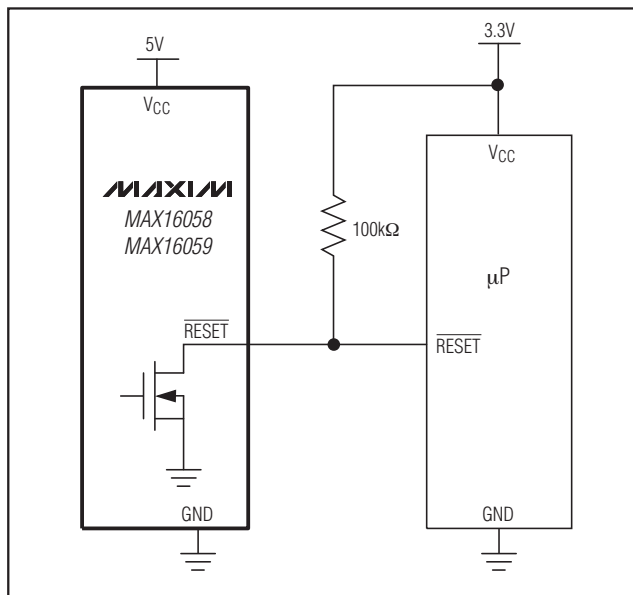 5V
3.3V
VCC
VCC
MAXIM
MAX16058
MAX16059
100kΩ
μP
RESET
RESET
GND
GND